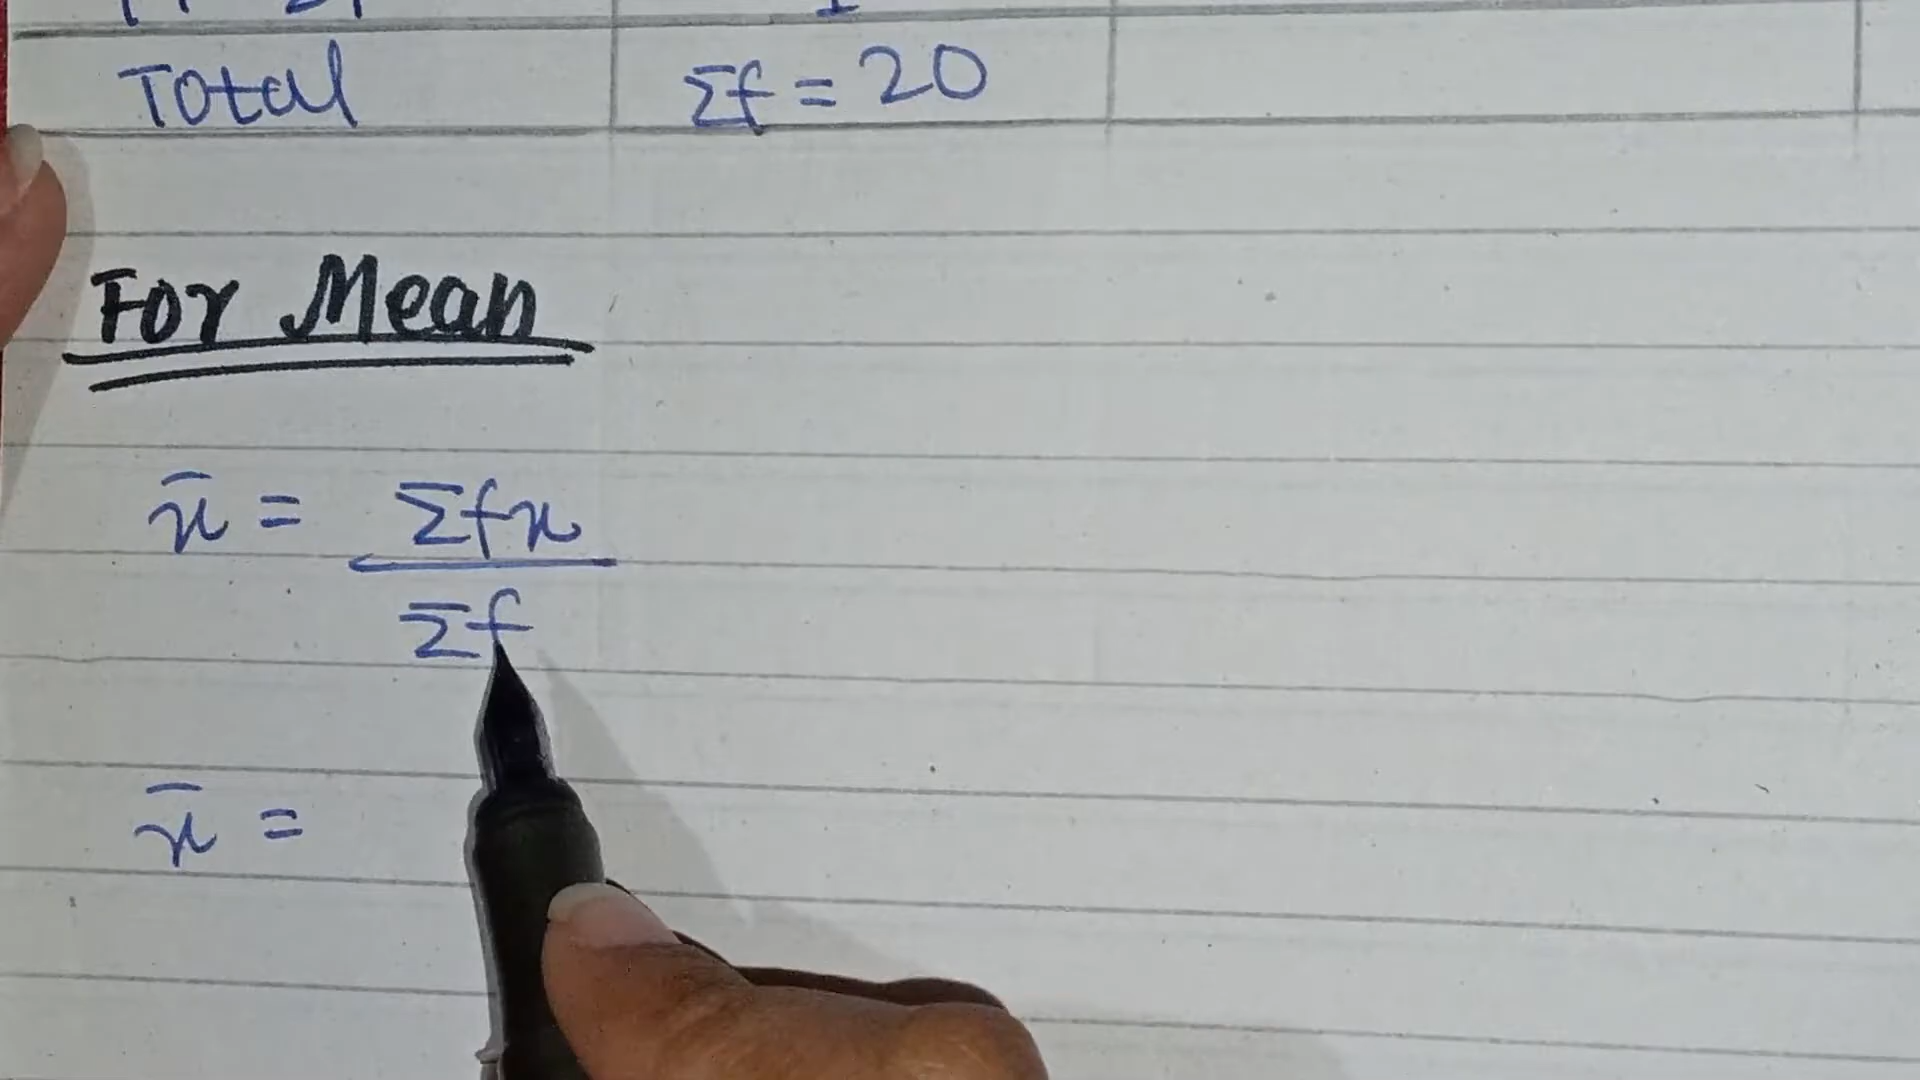 Total Σf = 20
For Mean
x̄ = Σfx
Σf
x̄ =